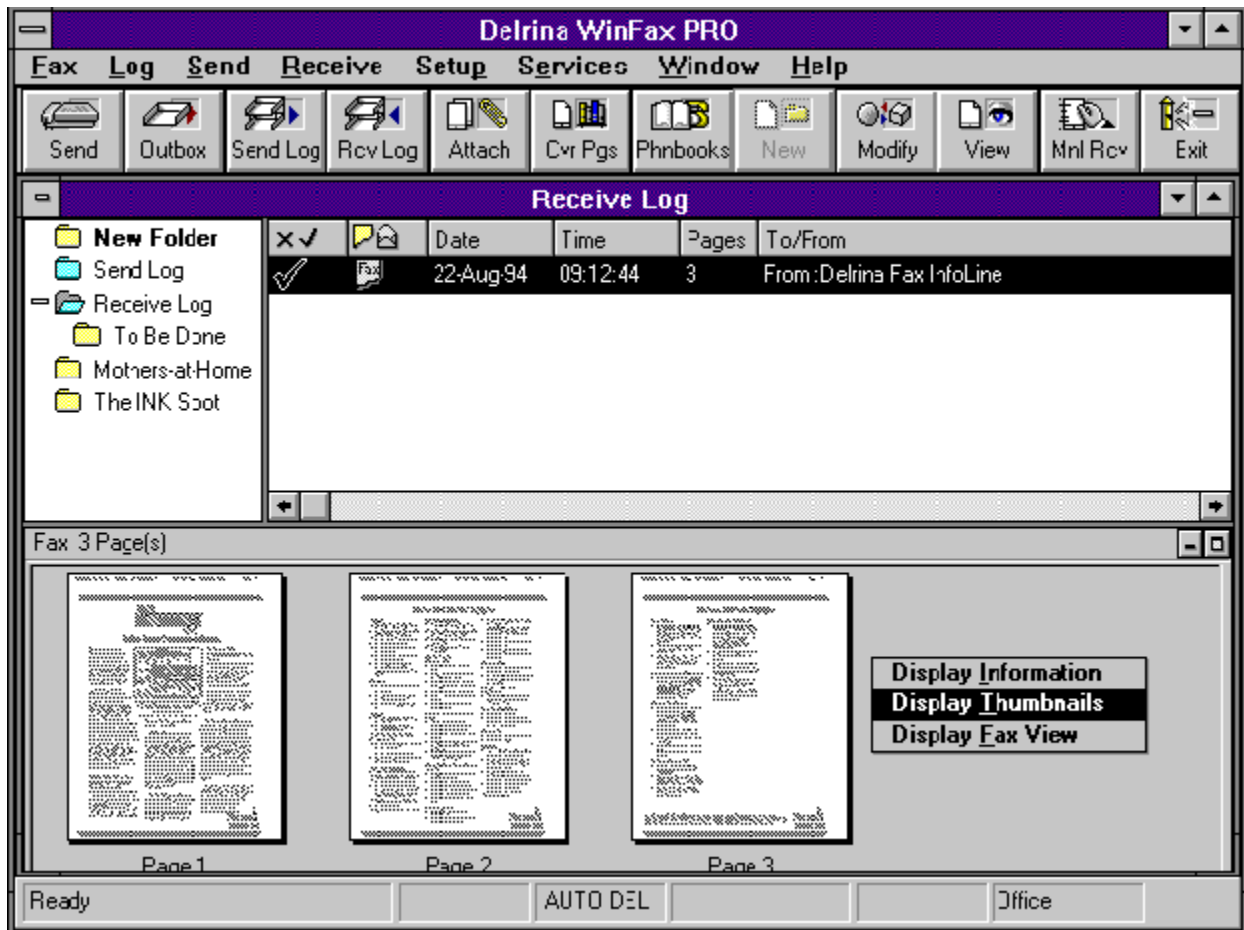 Delrina WinFax PRO
Fax Log Send Receive Setup Services Window Help
Send Outbox Send Log Rcv Log Attach Cvr Pgs Phnbooks New Modify View Mnl Rcv Exit
Receive Log
New Folder
Send Log
Receive Log
To Be Done
Mothers-at-Home
The INK Spot
Date Time Pages To/From
Fax 22-Aug-94 09:12:44 3 From:Delrina Fax InfoLine
Fax 3 Page(s)
Display Information
Display Thumbnails
Display Fax View
Page 1 Page 2 Page 3
Ready AUTO DEL Office